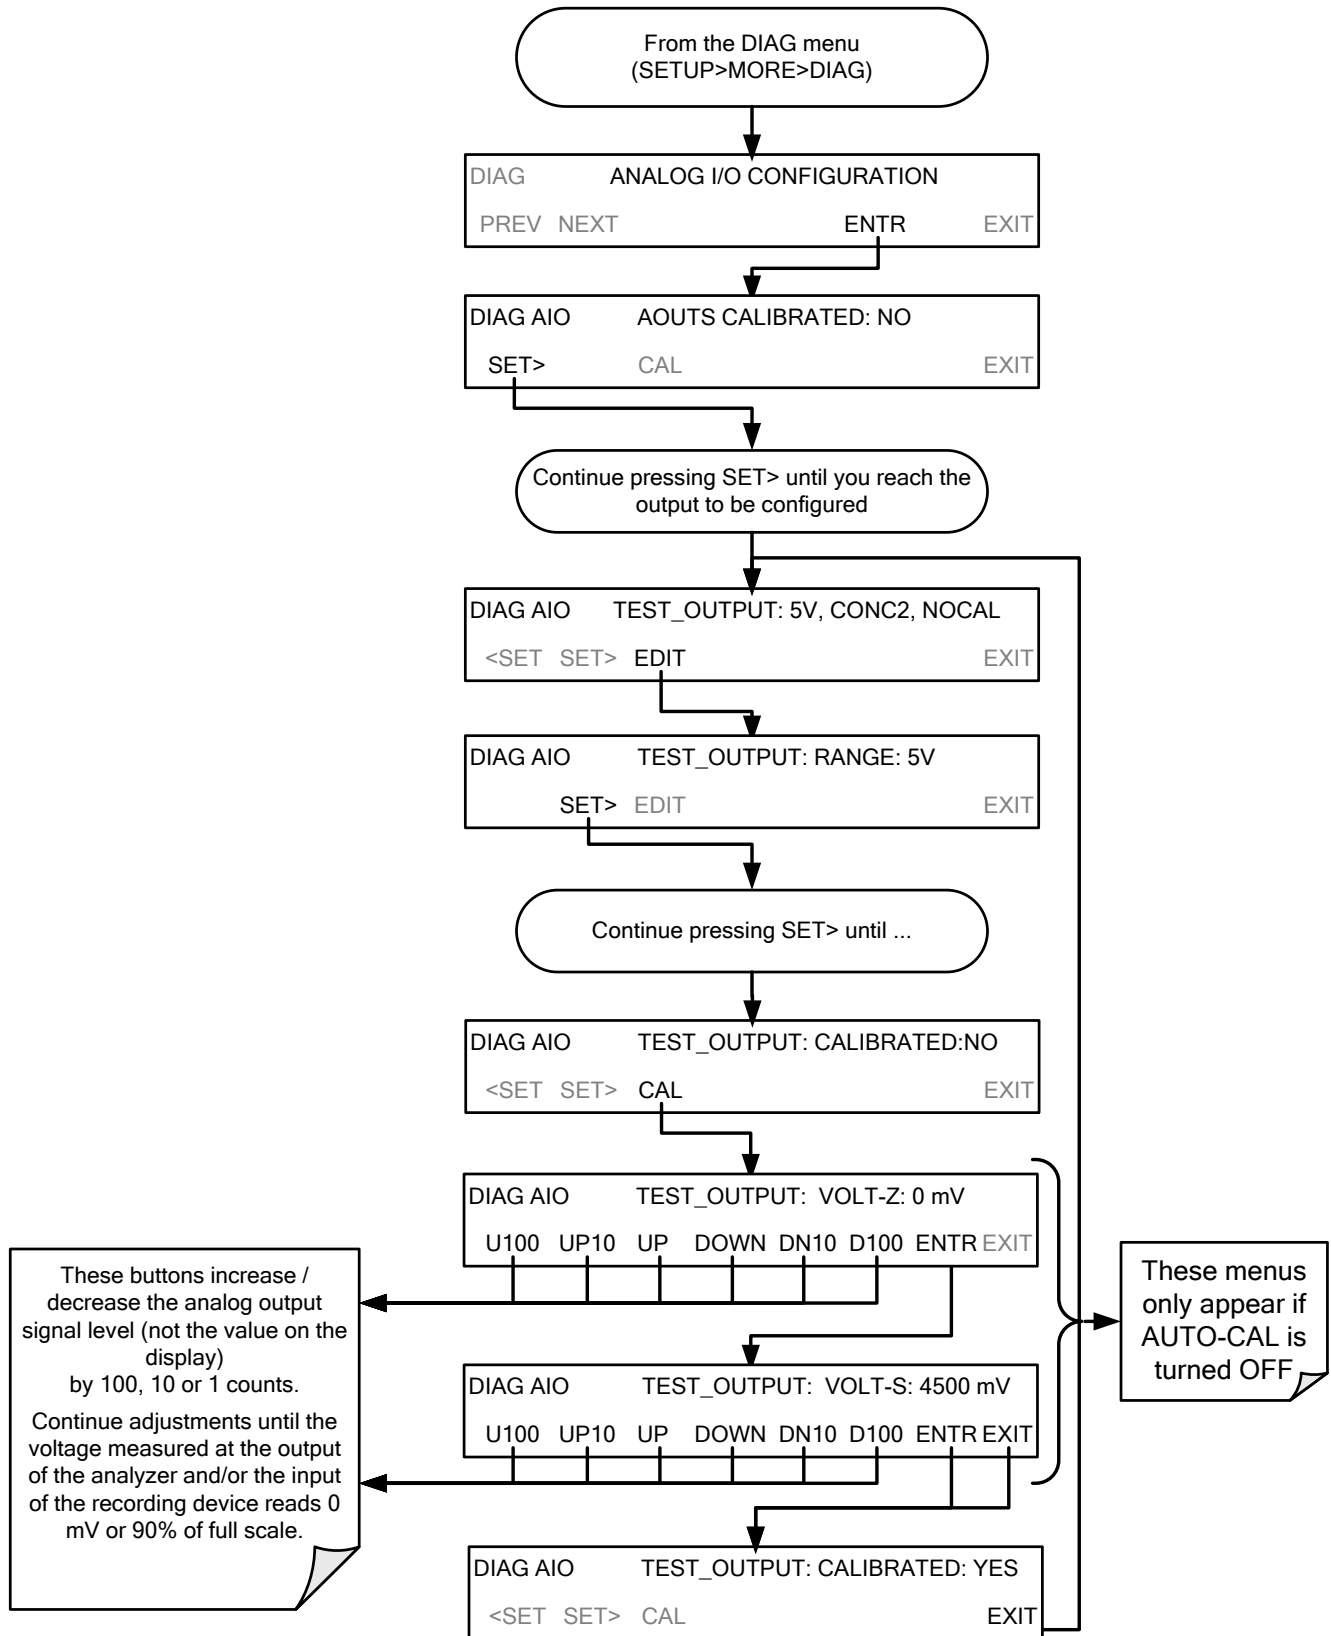 From the DIAG menu
(SETUP>MORE>DIAG)
DIAG ANALOG I/O CONFIGURATION
PREV NEXT ENTR EXIT
DIAG AIO AOUTS CALIBRATED: NO
SET> CAL EXIT
Continue pressing SET> until you reach the
output to be configured
DIAG AIO TEST_OUTPUT: 5V, CONC2, NOCAL
<SET SET> EDIT EXIT
DIAG AIO TEST_OUTPUT: RANGE: 5V
SET> EDIT EXIT
Continue pressing SET> until ...
DIAG AIO TEST_OUTPUT: CALIBRATED:NO
<SET SET> CAL EXIT
DIAG AIO TEST_OUTPUT: VOLT-Z: 0 mV
U100 UP10 UP DOWN DN10 D100 ENTR EXIT
These buttons increase /
decrease the analog output
signal level (not the value on the
display)
by 100, 10 or 1 counts.
Continue adjustments until the
voltage measured at the output
of the analyzer and/or the input
of the recording device reads 0
mV or 90% of full scale.
These menus
only appear if
AUTO-CAL is
turned OFF
DIAG AIO TEST_OUTPUT: VOLT-S: 4500 mV
U100 UP10 UP DOWN DN10 D100 ENTR EXIT
DIAG AIO TEST_OUTPUT: CALIBRATED: YES
<SET SET> CAL EXIT